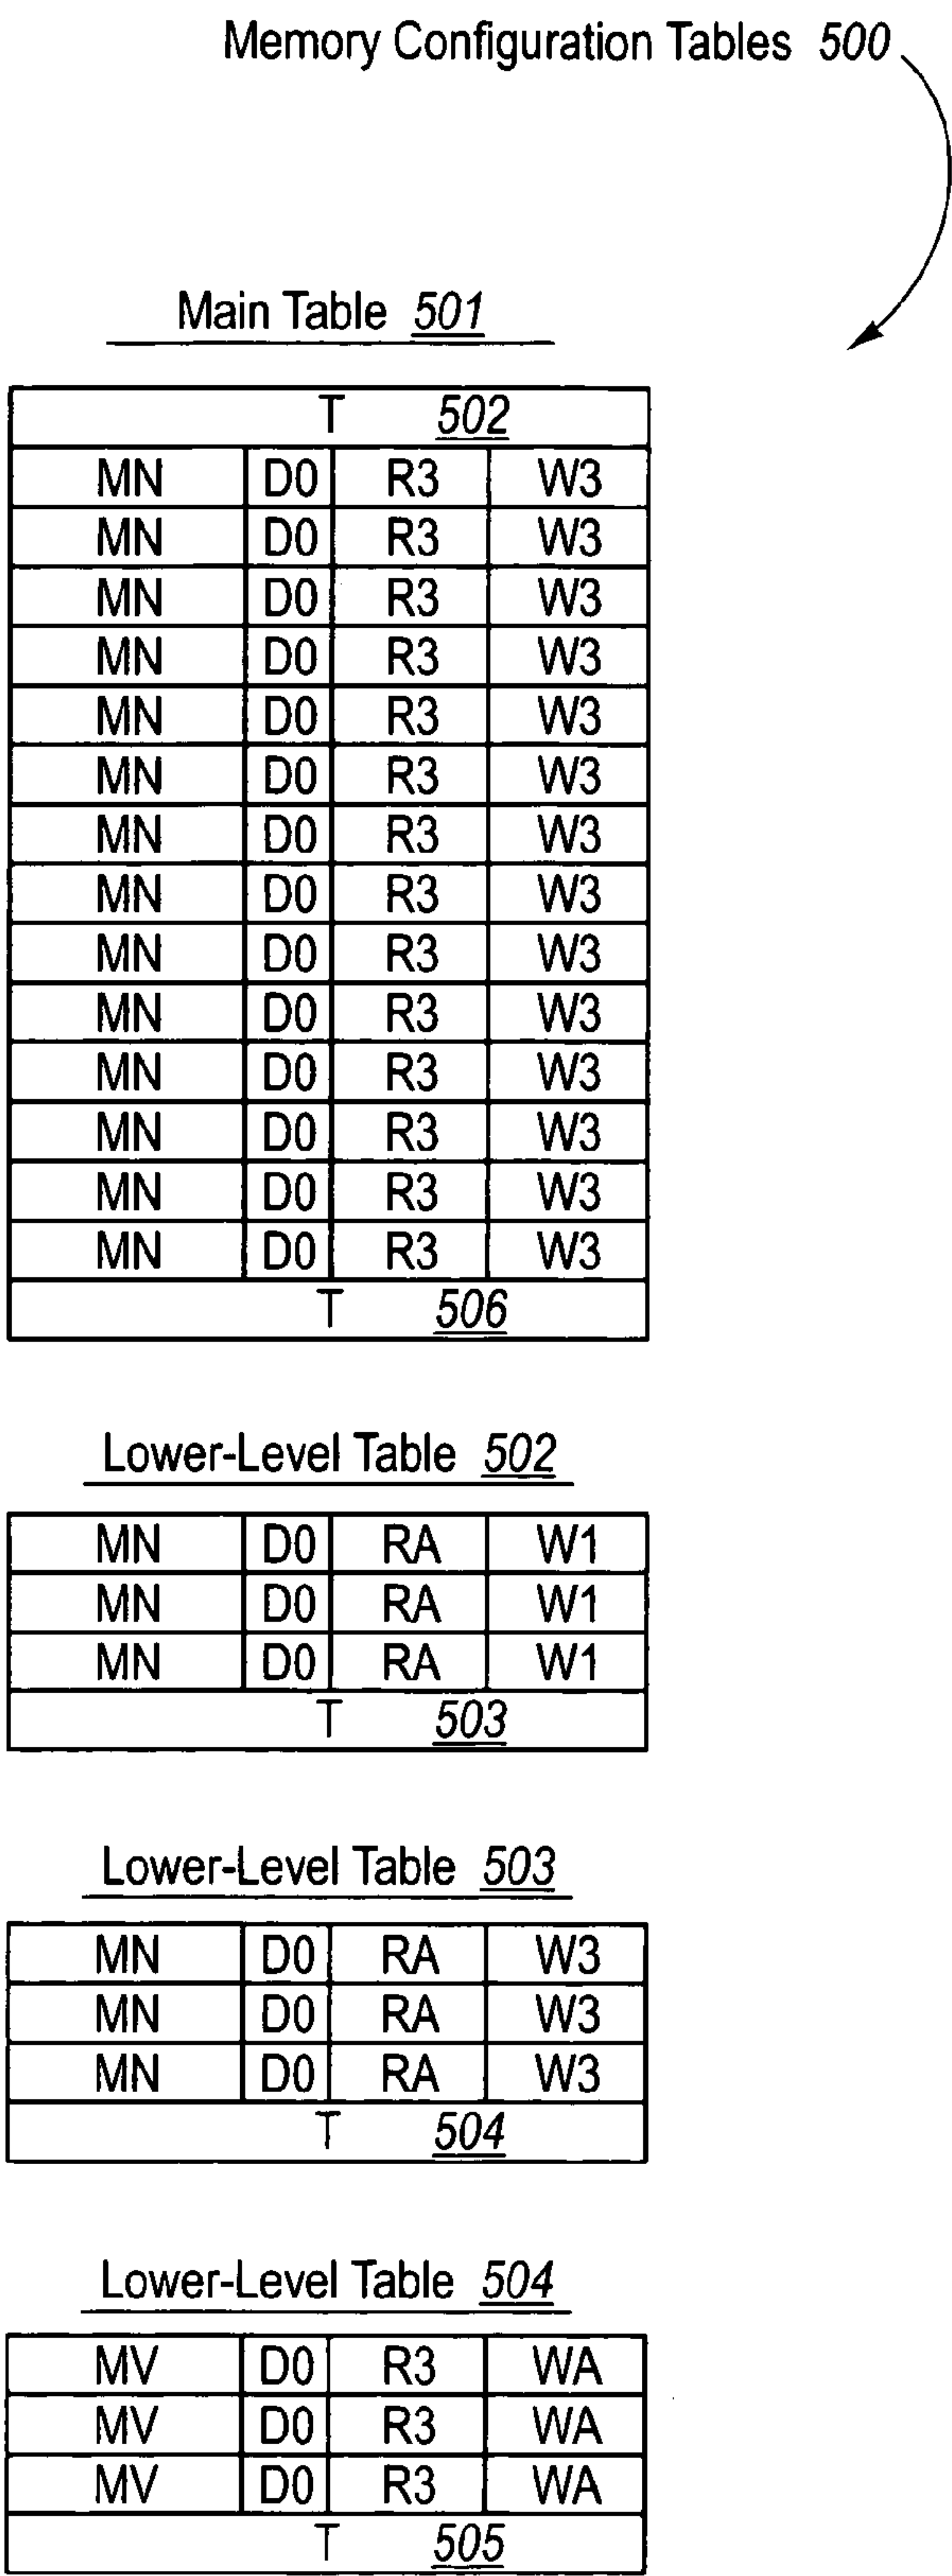 Memory Configuration Tables 500
Main Table 501
T 502
MN D0 R3 W3
MN D0 R3 W3
MN D0 R3 W3
MN D0 R3 W3
MN D0 R3 W3
MN D0 R3 W3
MN D0 R3 W3
MN D0 R3 W3
MN D0 R3 W3
MN D0 R3 W3
MN D0 R3 W3
MN D0 R3 W3
MN D0 R3 W3
MN D0 R3 W3
T 506
Lower-Level Table 502
MN D0 RA W1
MN D0 RA W1
MN D0 RA W1
T 503
Lower-Level Table 503
MN D0 RA W3
MN D0 RA W3
MN D0 RA W3
T 504
Lower-Level Table 504
MV D0 R3 WA
MV D0 R3 WA
MV D0 R3 WA
T 505